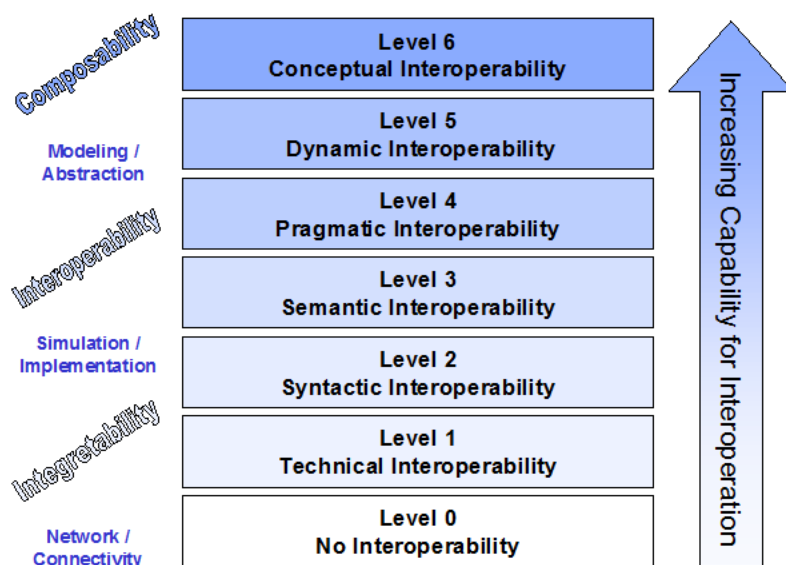 Composability
Level 6
Conceptual Interoperability
Level 5
Dynamic Interoperability
Modeling /
Abstraction
Level 4
Pragmatic Interoperability
Interoperability
Level 3
Semantic Interoperability
Simulation /
Implementation
Level 2
Syntactic Interoperability
Integretability
Level 1
Technical Interoperability
Network /
Connectivity
Level 0
No Interoperability
Increasing Capability for Interoperation